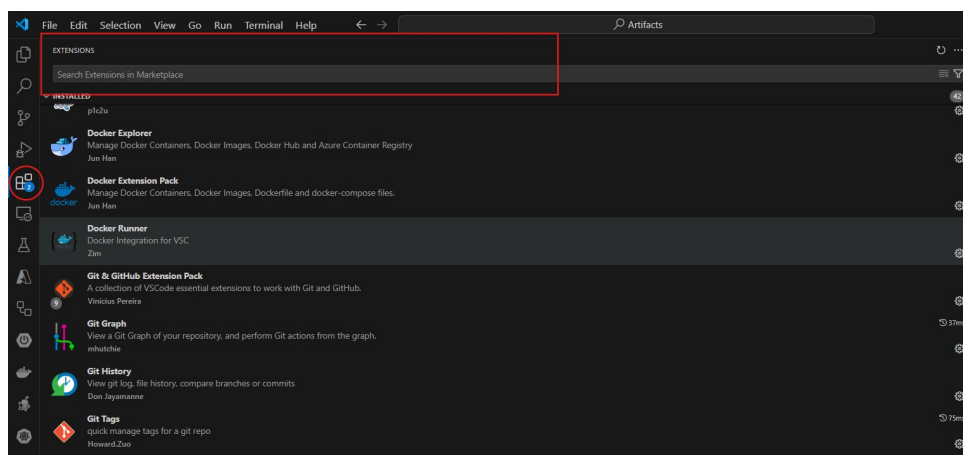 File Edit Selection View Go Run Terminal Help Artifacts
EXTENSIONS
Search Extensions in Marketplace
INSTALLED 42
p1c2u
Docker Explorer
Manage Docker Containers, Docker Images, Docker Hub and Azure Container Registry
Jun Han
2
Docker Extension Pack
Manage Docker Containers, Docker Images, Dockerfile and docker-compose files.
docker Jun Han
Docker Runner
Docker Integration for VSC
Zim
Git & GitHub Extension Pack
A collection of VSCode essential extensions to work with Git and GitHub.
9 Vinicius Pereira
Git Graph 37ms
View a Git Graph of your repository, and perform Git actions from the graph.
mhutchie
Git History
View git log, file history, compare branches or commits
Don Jayamanne
Git Tags 75ms
quick manage tags for a git repo
Howard.Zuo